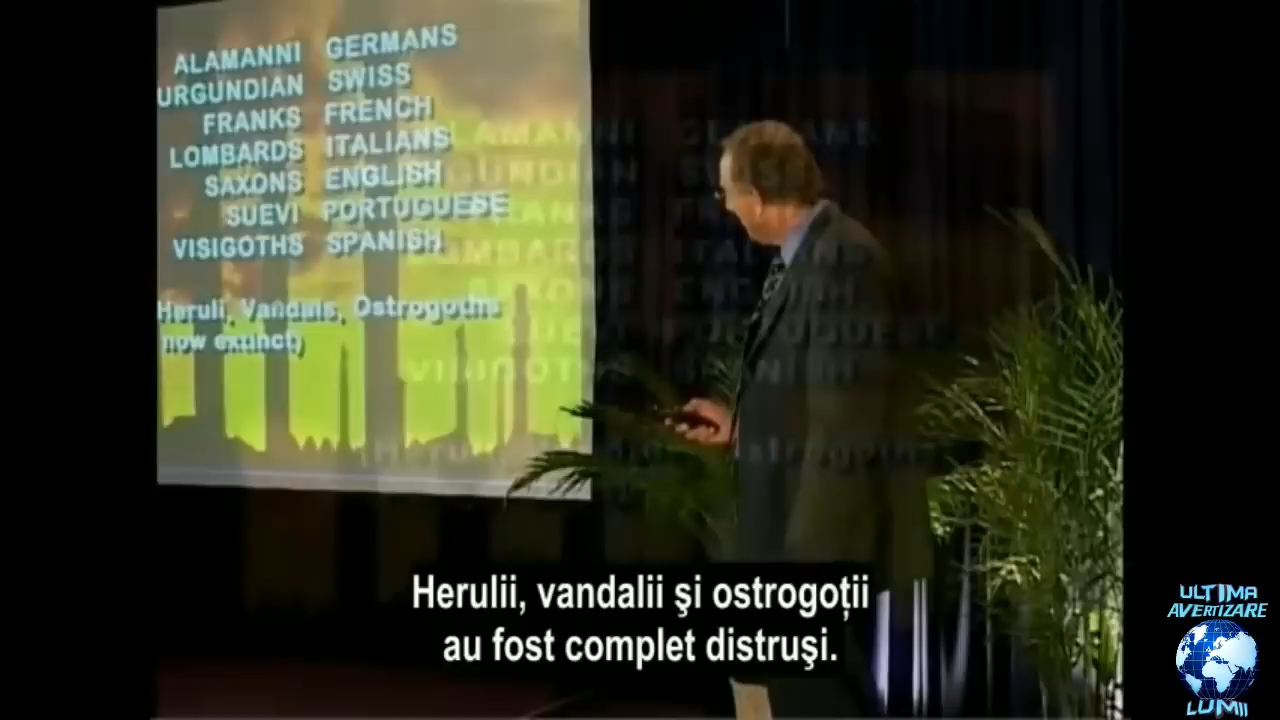 ALAMANNI GERMANS
URGUNDIAN SWISS
FRANKS FRENCH
LOMBARDS ITALIANS
SAXONS ENGLISH
SUEVI PORTUGUESE
VISIGOTHS SPANISH
Heruli, Vandals, Ostrogoths
now extinct)
Herulii, vandalii şi ostrogoţii
au fost complet distruşi.
ULTIMA
AVERTIZARE
LUMII